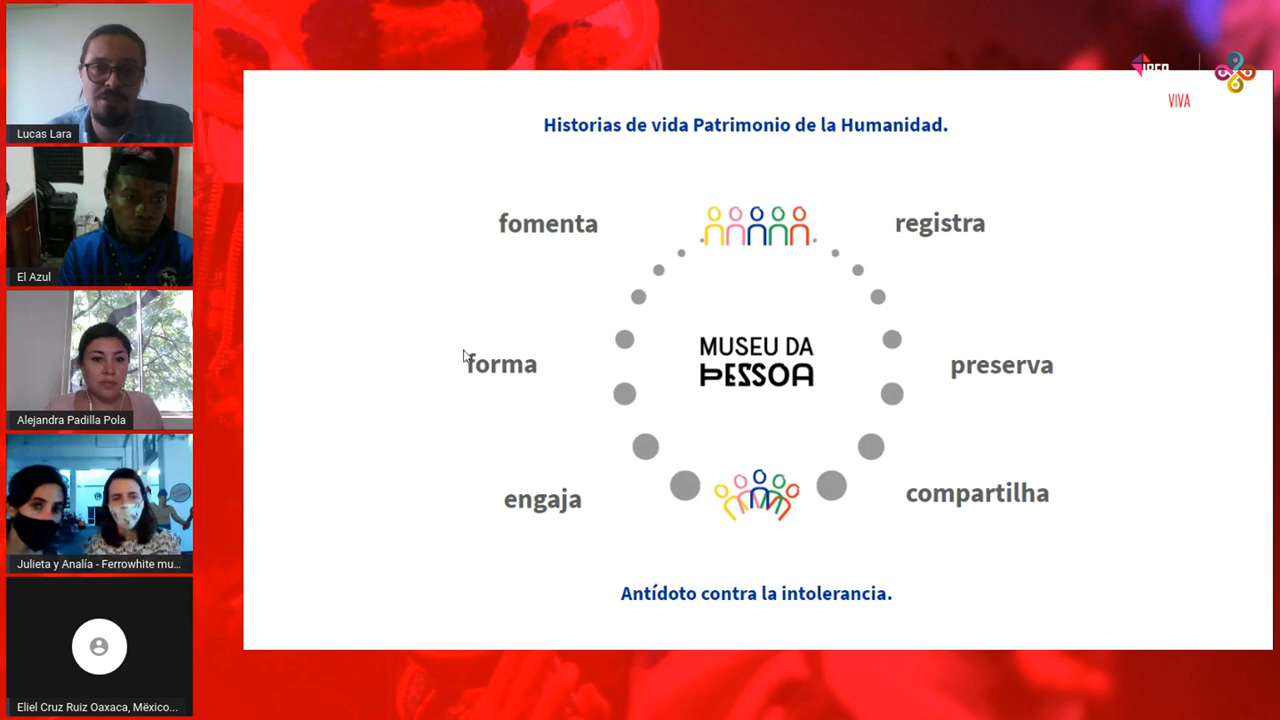 Lucas Lara
El Azul
Alejandra Padilla Pola
Julieta y Analía - Ferrowhite mu...
Eliel Cruz Ruiz Oaxaca, Mëxico...
VIVA
Historias de vida Patrimonio de la Humanidad.
fomenta
registra
forma
MUSEU DA
PESSOA
preserva
engaja
compartilha
Antídoto contra la intolerancia.